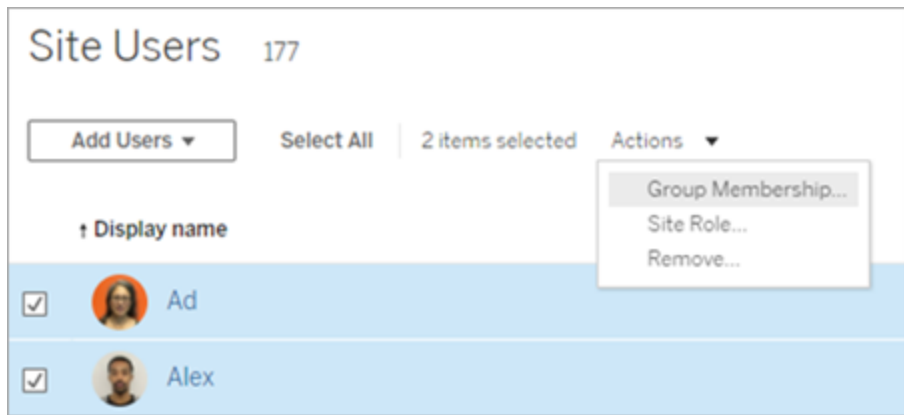 Site Users 177
Add Users Select All 2 items selected Actions
Group Membership...
Site Role...
Remove...
↑ Display name
Ad
Alex